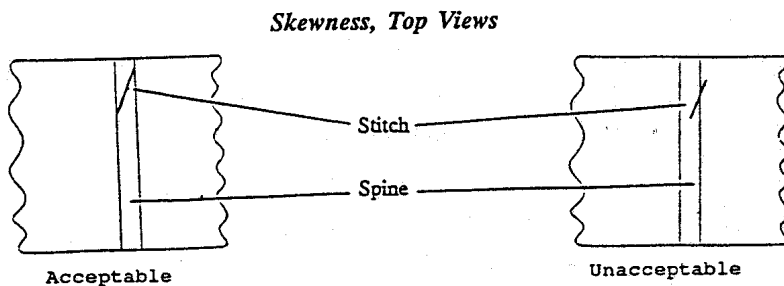 Skewness, Top Views
Stitch
Spine
Acceptable
Unacceptable